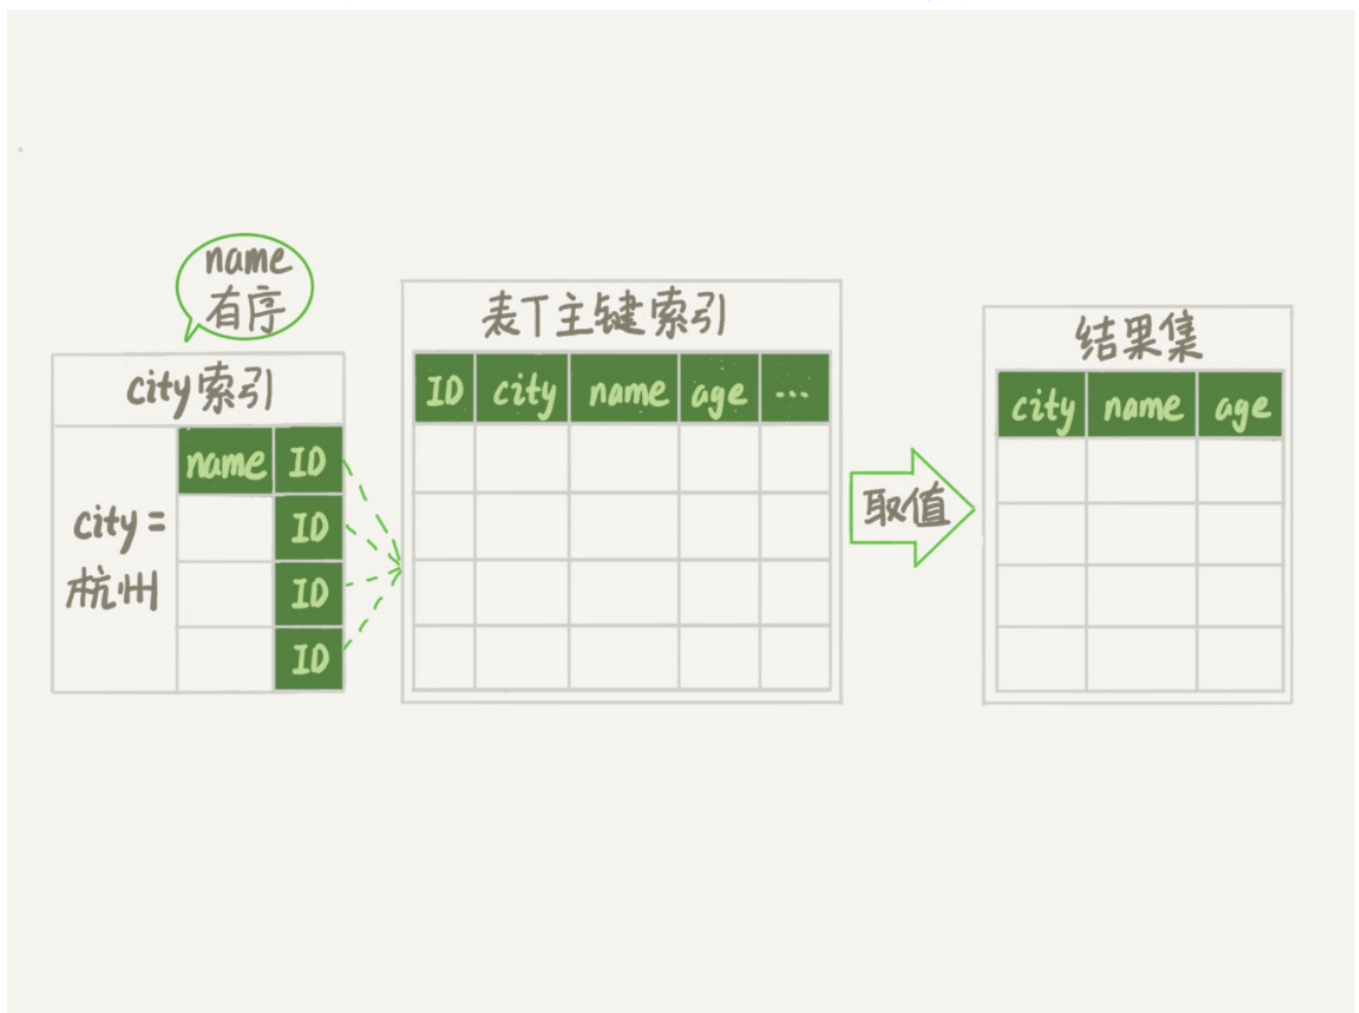 name
有序
city索引
name ID
city =
杭州
ID
ID
ID
表T主键索引
ID city name age ...
取值
结果集
city name age